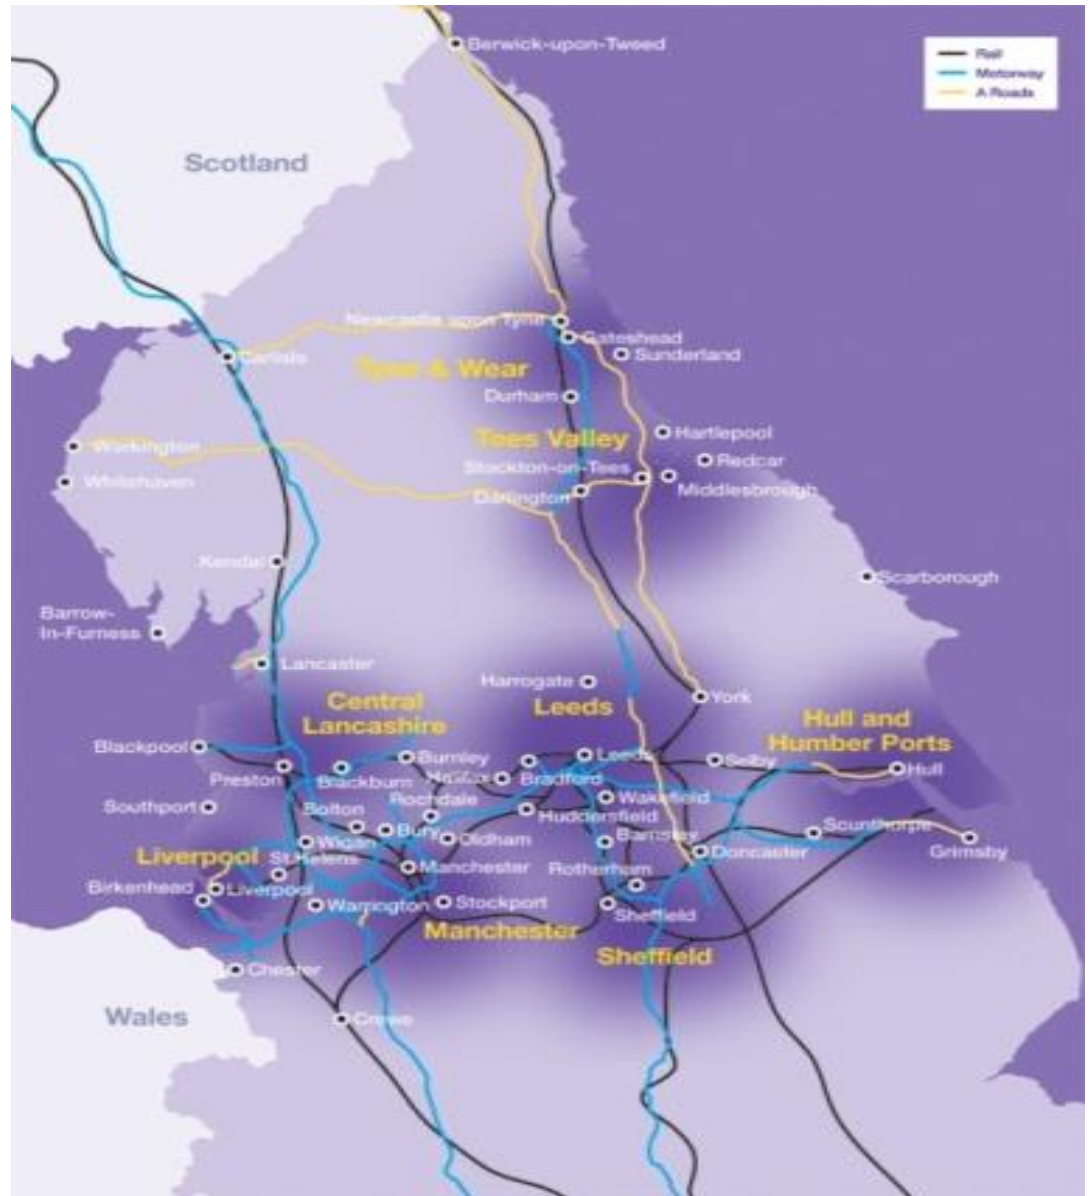 Berwick-upon-Tweed
Rail
Motorway
A Roads
Scotland
Newcastle upon Tyne
Gateshead
Sunderland
Carlisle
Tyne & Wear
Durham
Hartlepool
Tees Valley
Workington
Redcar
Stockton-on-Tees
Whitehaven
Middlesbrough
Darlington
Kendal
Scarborough
Barrow-
In-Furness
Lancaster
Harrogate
York
Central
Lancashire
Leeds
Hull and
Humber Ports
Blackpool
Burnley
Leeds
Selby
Preston
Blackburn
Halifax
Bradford
Hull
Southport
Rochdale
Wakefield
Bolton
Huddersfield
Scunthorpe
Bury
Oldham
Barnsley
Wigan
Doncaster
Grimsby
Liverpool
St Helens
Manchester
Rotherham
Birkenhead
Liverpool
Warrington
Stockport
Sheffield
Manchester
Sheffield
Chester
Wales
Crewe